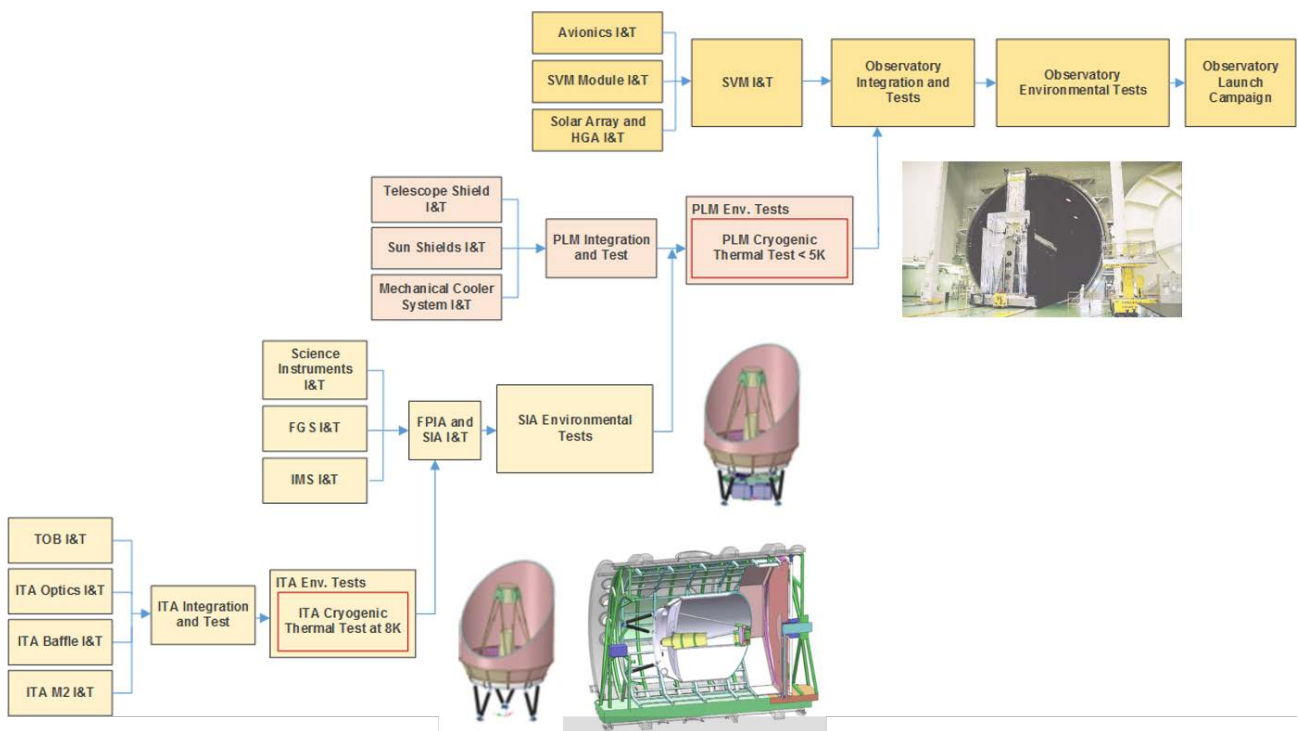 Avionics I&T
SVM Module I&T
Solar Array and
HGA I&T
SVM I&T
Observatory
Integration and
Tests
Observatory
Environmental Tests
Observatory
Launch
Campaign
Telescope Shield
I&T
Sun Shields I&T
Mechanical Cooler
System I&T
PLM Integration
and Test
PLM Env. Tests
PLM Cryogenic
Thermal Test < 5K
Science
Instruments
I&T
FGS I&T
IMS I&T
FPIA and
SIA I&T
SIA Environmental
Tests
TOB I&T
ITA Optics I&T
ITA Baffle I&T
ITA M2 I&T
ITA Integration
and Test
ITA Env. Tests
ITA Cryogenic
Thermal Test at 8K